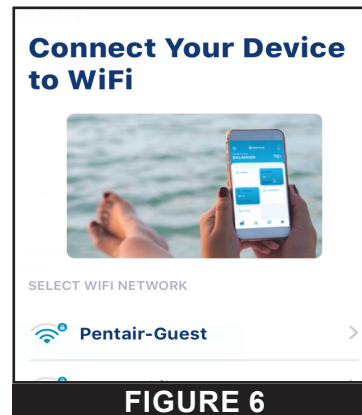 Connect Your Device
to WiFi
SELECT WIFI NETWORK
Pentair-Guest
FIGURE 6